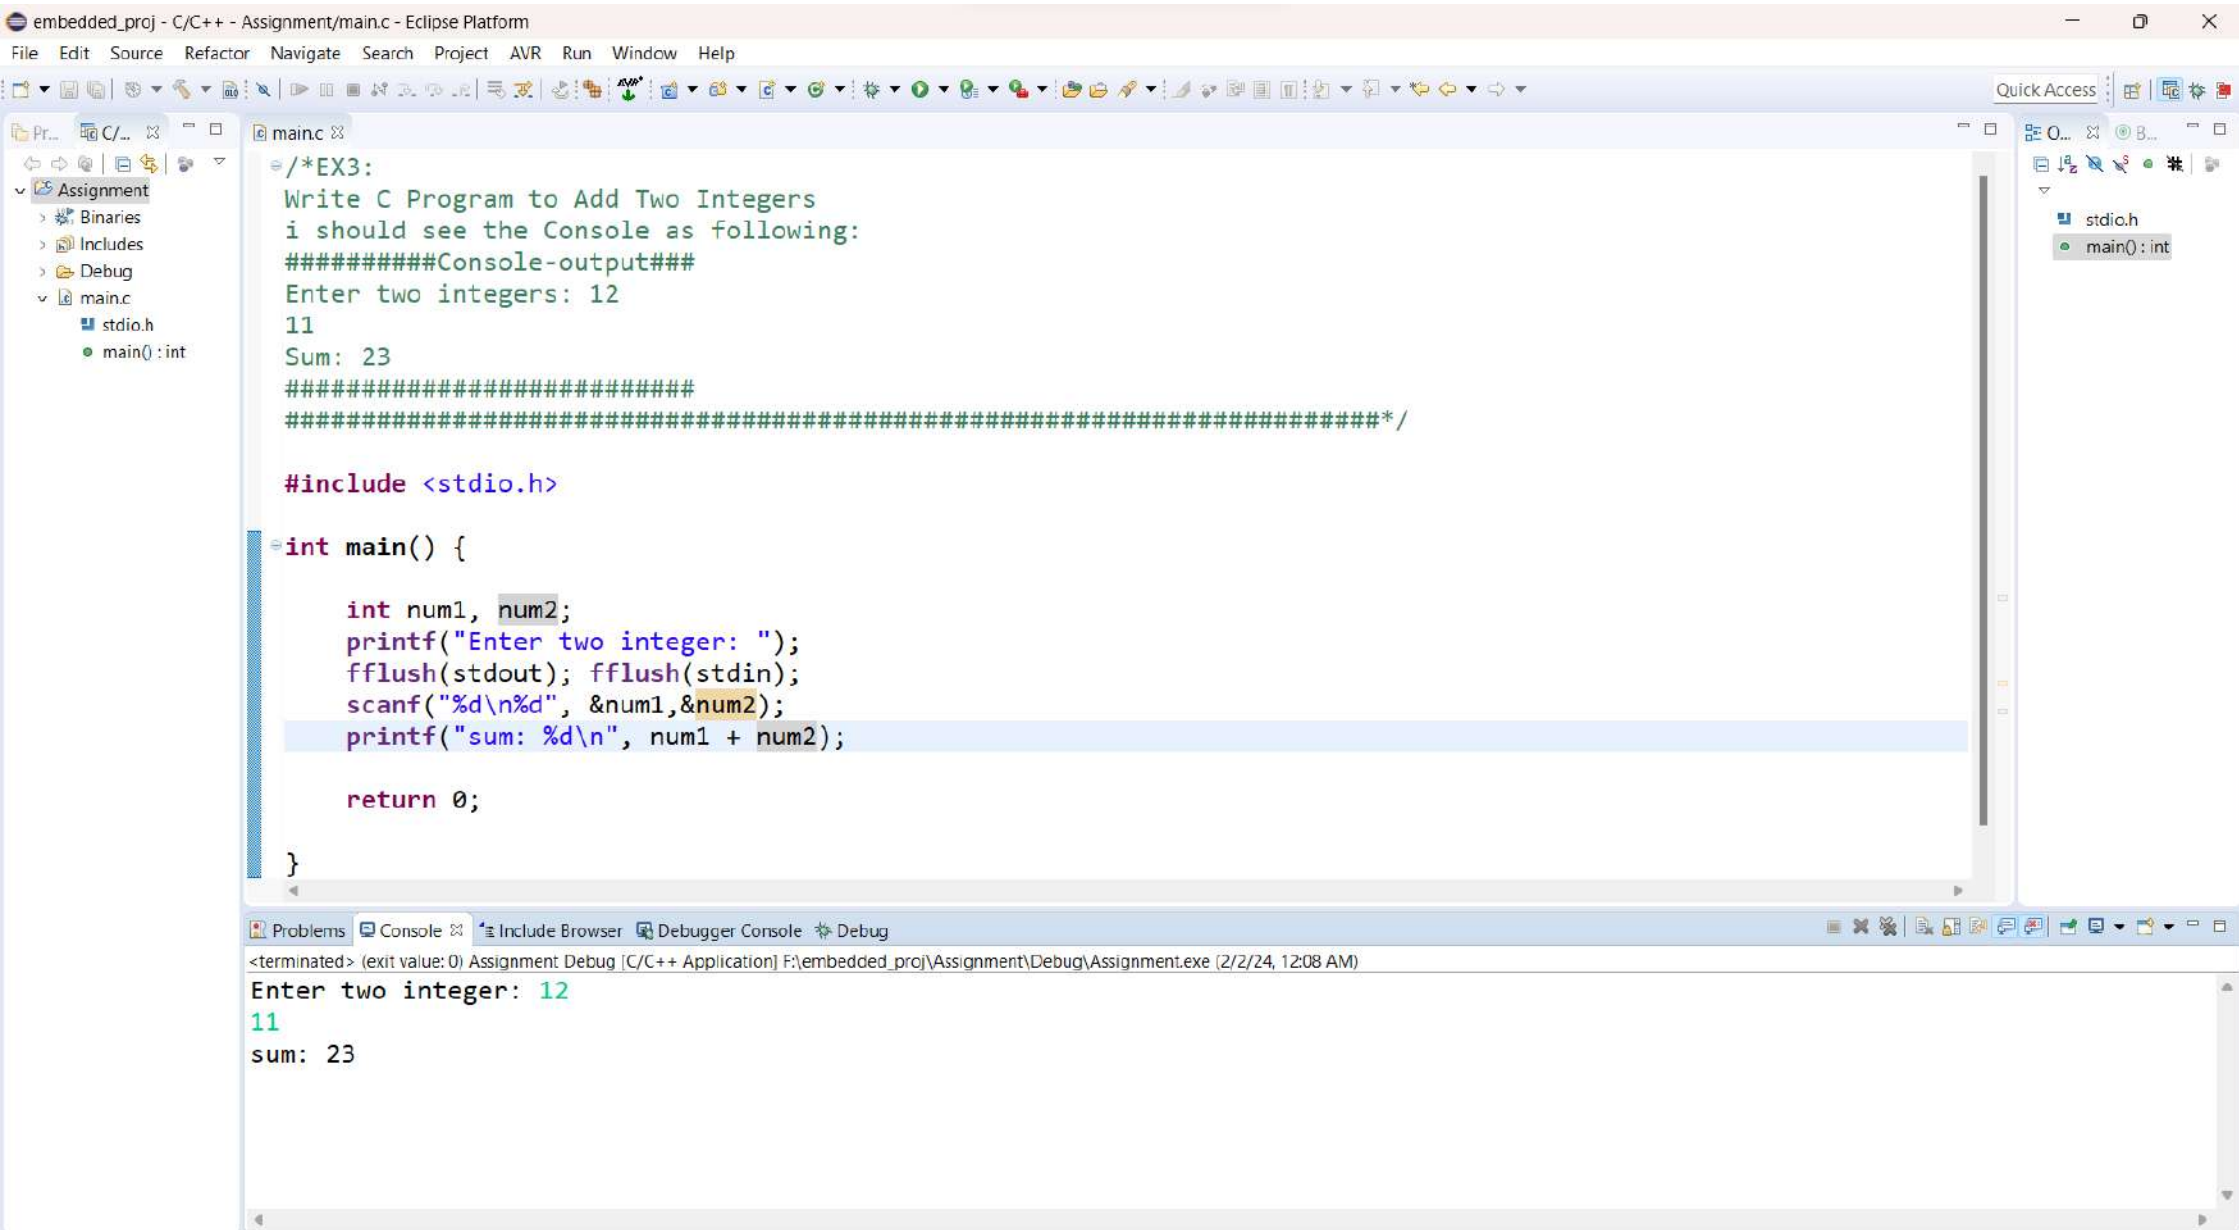 embedded_proj - C/C++ - Assignment/main.c - Eclipse Platform
File Edit Source Refactor Navigate Search Project AVR Run Window Help
Quick Access
Pr... C/...
Assignment
Binaries
Includes
Debug
main.c
stdio.h
main() : int
main.c
/*EX3:
Write C Program to Add Two Integers
i should see the Console as following:
##########Console-output###
Enter two integers: 12
11
Sum: 23
###########################
########################################################################*/
#include <stdio.h>
int main() {
int num1, num2;
printf("Enter two integer: ");
fflush(stdout); fflush(stdin);
scanf("%d\n%d", &num1,&num2);
printf("sum: %d\n", num1 + num2);
return 0;
}
O... B...
stdio.h
main() : int
Problems Console Include Browser Debugger Console Debug
<terminated> (exit value: 0) Assignment Debug [C/C++ Application] F:\embedded_proj\Assignment\Debug\Assignment.exe (2/2/24, 12:08 AM)
Enter two integer: 12
11
sum: 23